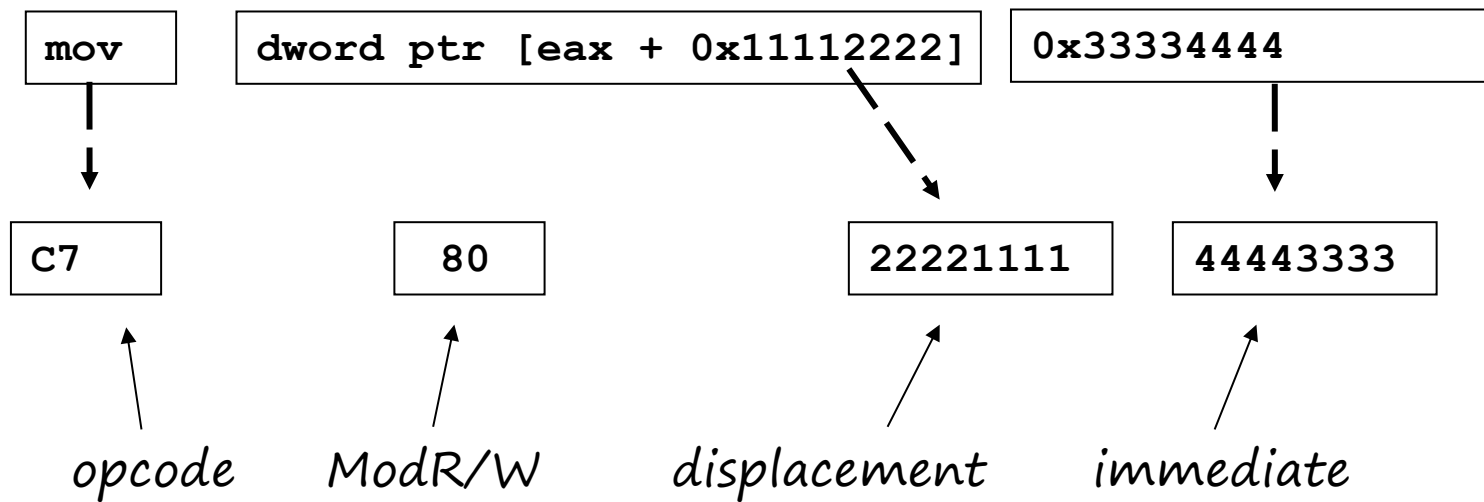 mov dword ptr [eax + 0x11112222] 0x33334444
C7 80 22221111 44443333
opcode ModR/W displacement immediate